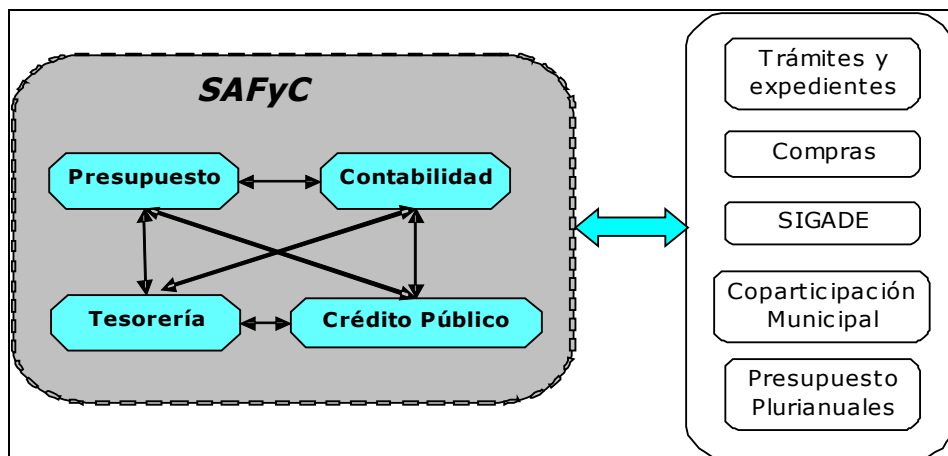 SAFyC
Presupuesto
Contabilidad
Tesorería
Crédito Público
Trámites y
expedientes
Compras
SIGADE
Coparticipación
Municipal
Presupuesto
Plurianuales